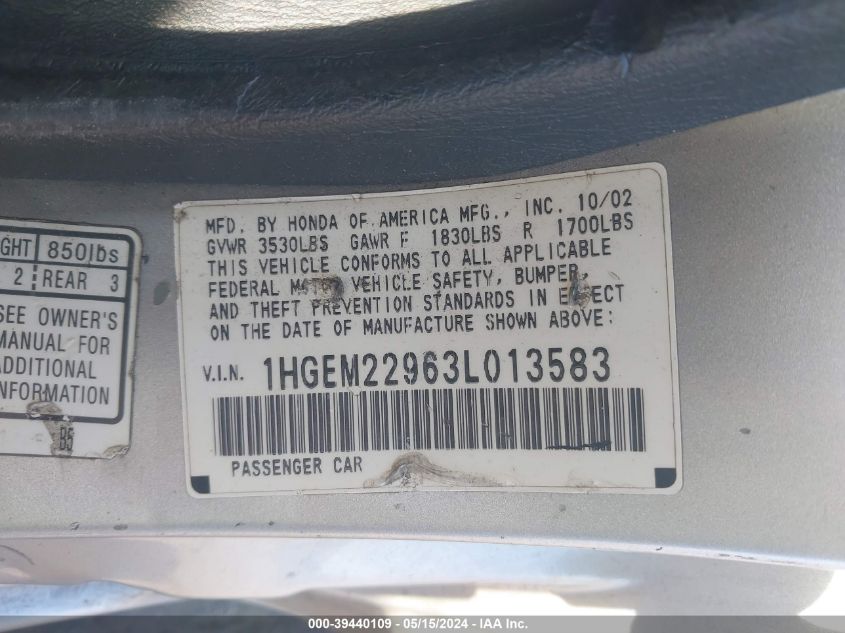 GHT 850lbs
2 REAR 3
SEE OWNER'S
MANUAL FOR
ADDITIONAL
INFORMATION
B5
MFD. BY HONDA OF AMERICA MFG., INC. 10/02
GVWR 3530LBS GAWR F 1830LBS R 1700LBS
THIS VEHICLE CONFORMS TO ALL APPLICABLE
FEDERAL MOTOR VEHICLE SAFETY, BUMPER,
AND THEFT PREVENTION STANDARDS IN EFFECT
ON THE DATE OF MANUFACTURE SHOWN ABOVE:
V.I.N. 1HGEM22963L013583
PASSENGER CAR
000-39440109 - 05/15/2024 - IAA Inc.